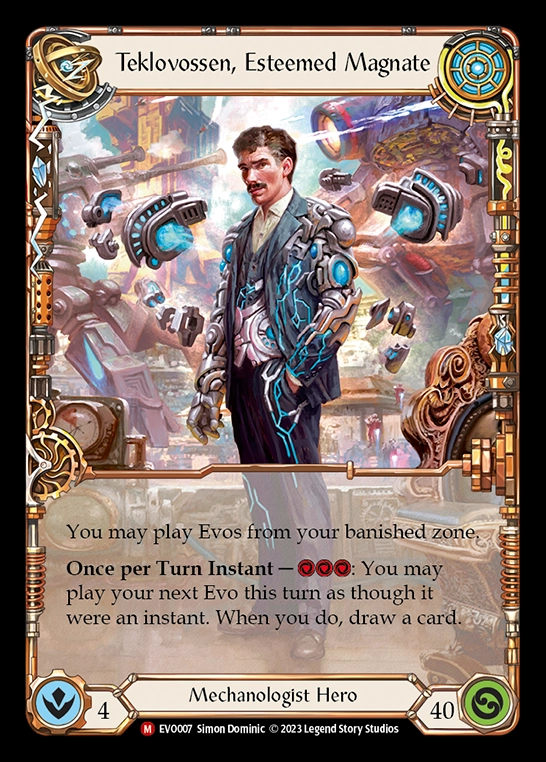 Teklovossen, Esteemed Magnate
You may play Evos from your banished zone.
Once per Turn Instant — : You may
play your next Evo this turn as though it
were an instant. When you do, draw a card.
4
Mechanologist Hero
40
M EVO007 Simon Dominic © 2023 Legend Story Studios